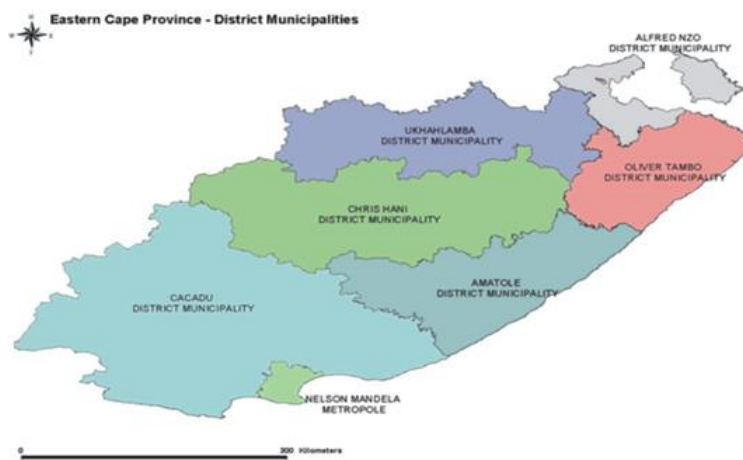 Eastern Cape Province - District Municipalities
N
W
E
S
ALFRED NZO
DISTRICT MUNICIPALITY
UKHAHLAMBA
DISTRICT MUNICIPALITY
OLIVER TAMBO
DISTRICT MUNICIPALITY
CHRIS HANI
DISTRICT MUNICIPALITY
AMATOLE
DISTRICT MUNICIPALITY
CACADU
DISTRICT MUNICIPALITY
NELSON MANDELA
METROPOLE
0 300 Kilometers